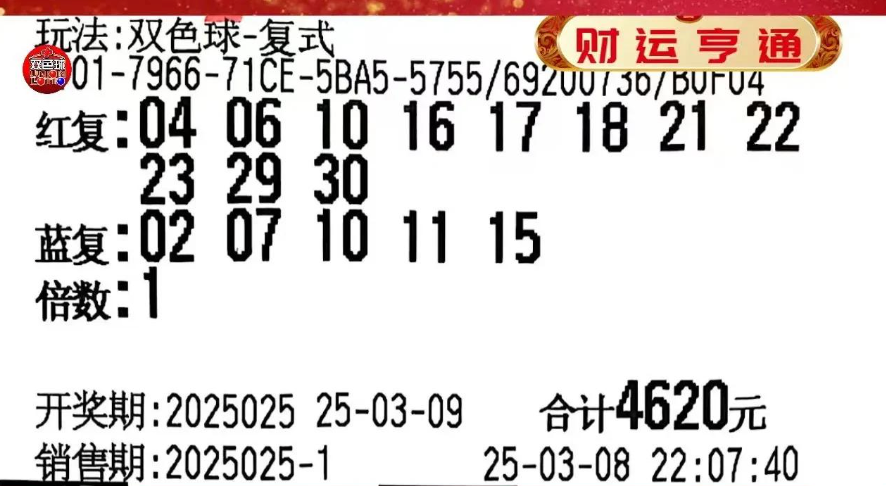 玩法:双色球-复式
财运亨通
双色球
UNION
LOTTO
01-7966-71CE-5BA5-5755/69200736/B0F04
红复:04 06 10 16 17 18 21 22
23 29 30
蓝复:02 07 10 11 15
倍数:1
开奖期:2025025 25-03-09 合计4620元
销售期:2025025-1 25-03-08 22:07:40